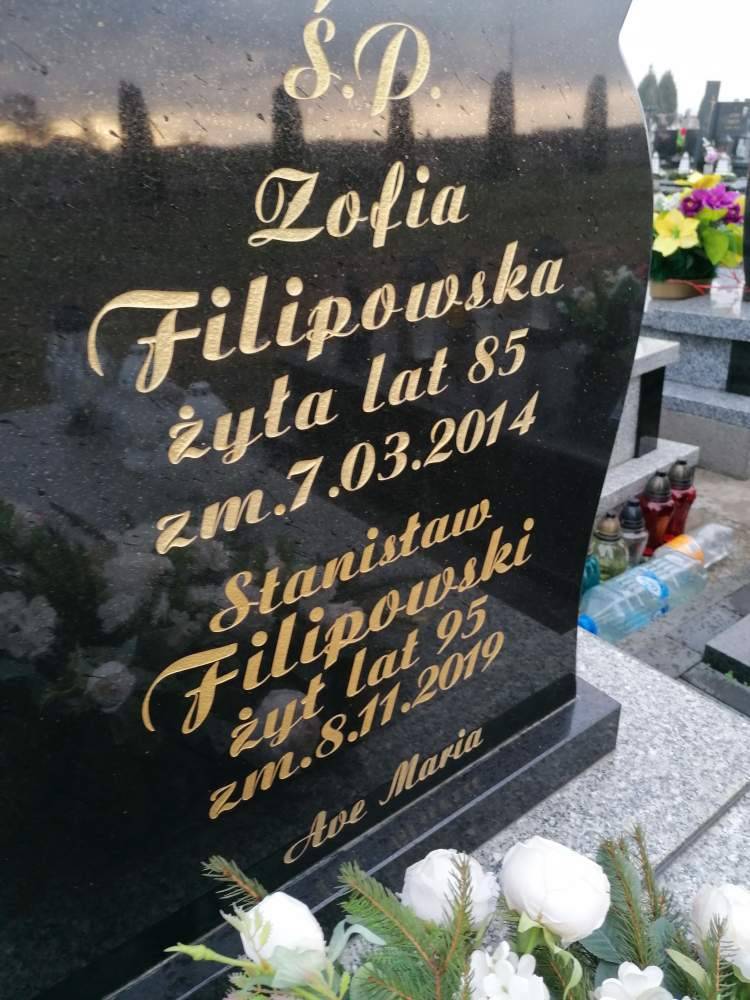 Ś.P.
Zofia
Filipowska
żyła lat 85
zm.7.03.2014
Stanisław
Filipowski
żył lat 95
zm.8.11.2019
Ave Maria